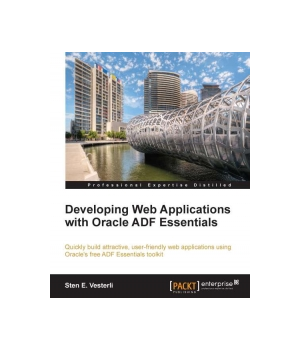 Professional Expertise Distilled
Developing Web Applications
with Oracle ADF Essentials
Quickly build attractive, user-friendly web applications using
Oracle's free ADF Essentials toolkit
Sten E. Vesterli
[PACKT] enterprise
PUBLISHING